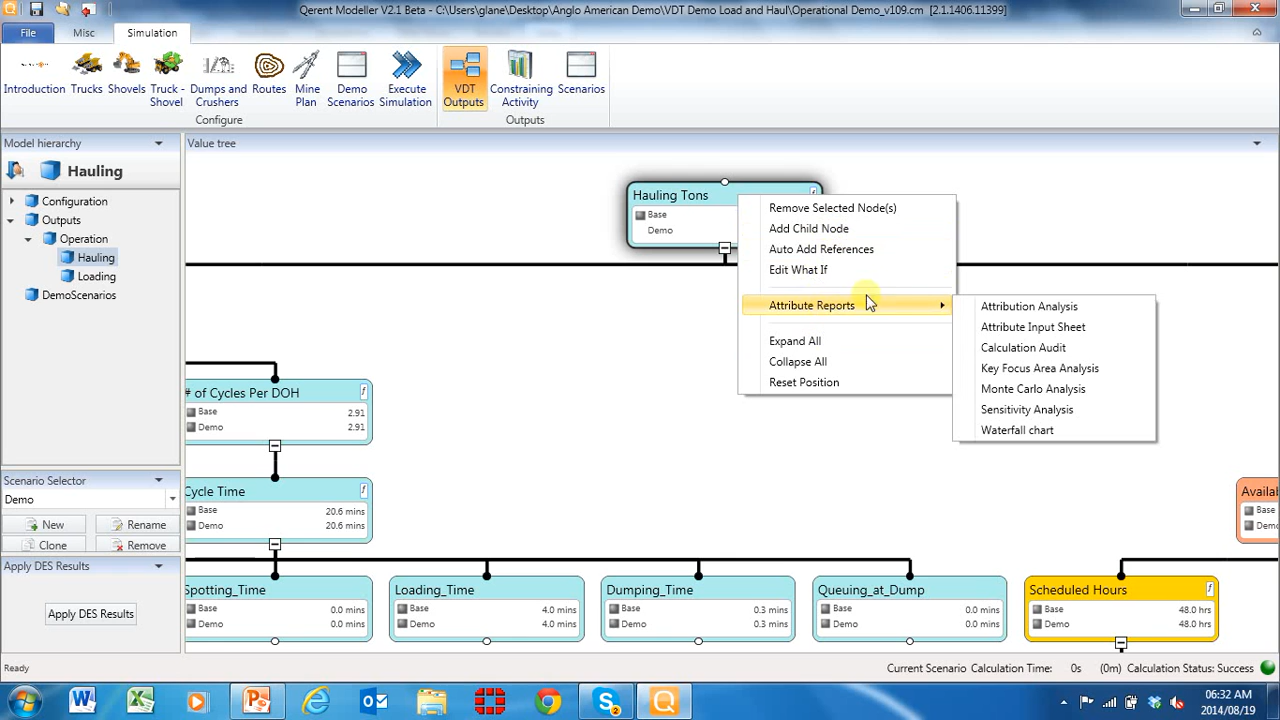 Qerent Modeller V2.1 Beta - C:\Users\glane\Desktop\Anglo American Demo\VDT Demo Load and Haul\Operational Demo_v109.cm [2.1.1406.11399]
File
Misc
Simulation
Introduction
Trucks
Shovels
Truck - Shovel
Dumps and Crushers
Routes
Mine Plan
Demo Scenarios
Execute Simulation
VDT Outputs
Constraining Activity
Scenarios
Configure
Outputs
Model hierarchy
Hauling
Configuration
Outputs
Operation
Hauling
Loading
DemoScenarios
Scenario Selector
Demo
New
Rename
Clone
Remove
Apply DES Results
Apply DES Results
Value tree
Hauling Tons
Base
Demo
Remove Selected Node(s)
Add Child Node
Auto Add References
Edit What If
Attribute Reports
Expand All
Collapse All
Reset Position
Attribution Analysis
Attribute Input Sheet
Calculation Audit
Key Focus Area Analysis
Monte Carlo Analysis
Sensitivity Analysis
Waterfall chart
# of Cycles Per DOH
Base 2.91
Demo 2.91
Cycle Time
Base 20.6 mins
Demo 20.6 mins
Spotting_Time
Base 0.0 mins
Demo 0.0 mins
Loading_Time
Base 4.0 mins
Demo 4.0 mins
Dumping_Time
Base 0.3 mins
Demo 0.3 mins
Queuing_at_Dump
Base 0.0 mins
Demo 0.0 mins
Scheduled Hours
Base 48.0 hrs
Demo 48.0 hrs
Availab
Base
Demo
Ready
Current Scenario Calculation Time: 0s (0m) Calculation Status: Success
06:32 AM
2014/08/19